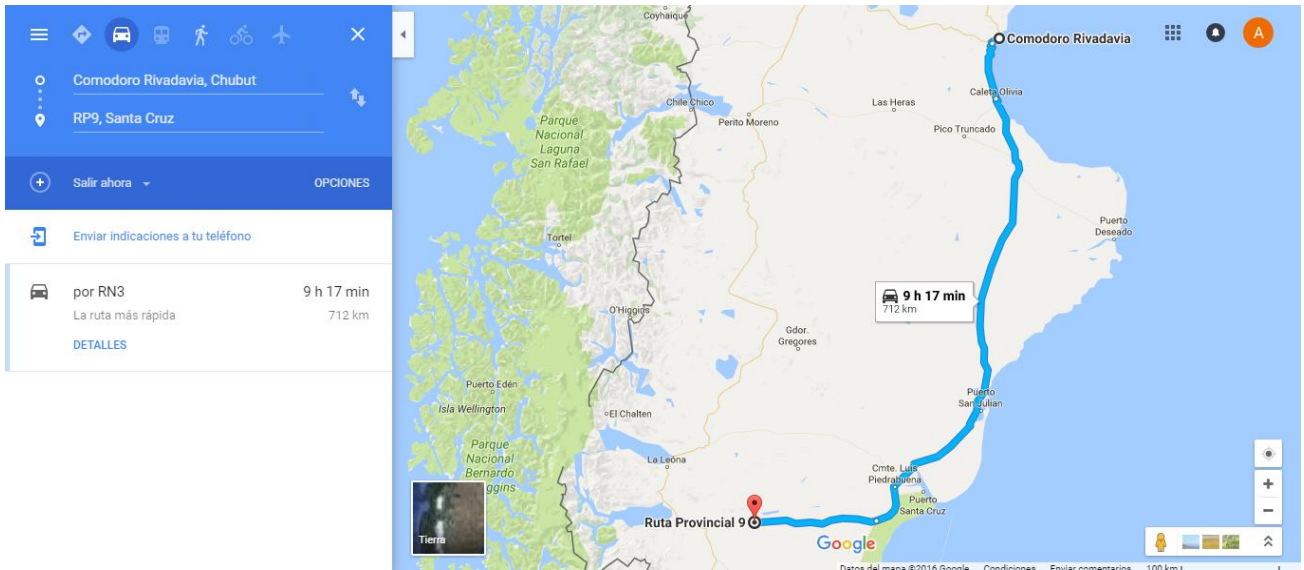 Comodoro Rivadavia, Chubut
RP9, Santa Cruz
Salir ahora
OPCIONES
Enviar indicaciones a tu teléfono
por RN3
9 h 17 min
La ruta más rápida
712 km
DETALLES
A
Coyhaique
Comodoro Rivadavia
Chile Chico
Las Heras
Caleta Olivia
Perito Moreno
Parque
Nacional
Laguna
San Rafael
Pico Truncado
Puerto
Deseado
Tortel
9 h 17 min
712 km
O'Higgins
Gdor.
Gregores
Puerto Edén
Isla Wellington
El Chalten
Puerto
San Julian
Parque
Nacional
Bernardo
ggins
La Leona
Cmte. Luis
Piedrabuena
Puerto
Santa Cruz
Ruta Provincial 9
Tierra
Google
Datos del mapa ©2016 Google
Condiciones
Enviar comentarios
100 km